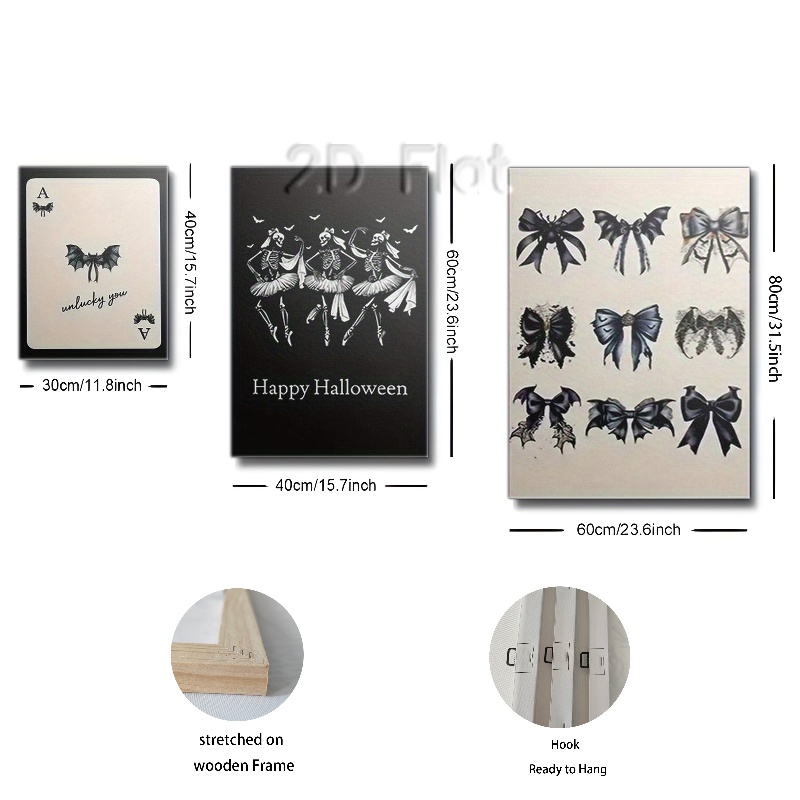 2D Flat
A
unlucky you
A
40cm/15.7inch
30cm/11.8inch
Happy Halloween
60cm/23.6inch
40cm/15.7inch
80cm/31.5inch
60cm/23.6inch
stretched on
wooden Frame
Hook
Ready to Hang